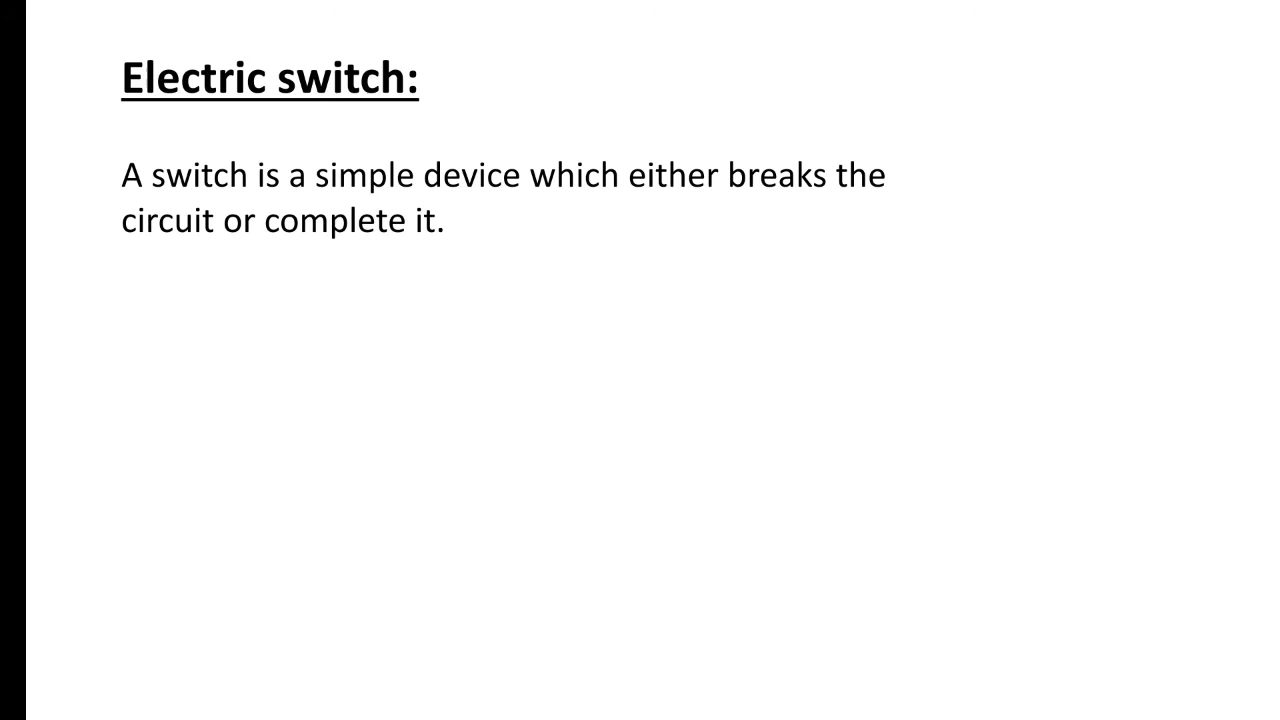 Electric switch:
A switch is a simple device which either breaks the
circuit or complete it.